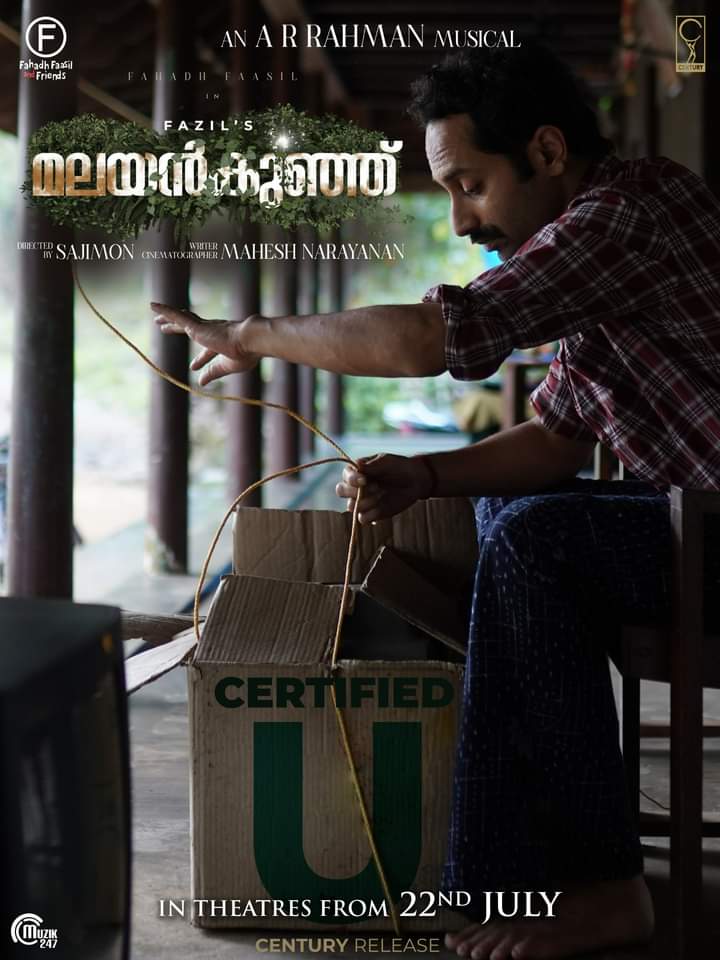 F
Fahadh Faasil
and Friends
AN A R RAHMAN MUSICAL
CENTURY
FAHADH FAASIL
IN
FAZIL'S
മലയൻകുഞ്ഞ്
DIRECTED BY SAJIMON WRITER CINEMATOGRAPHER MAHESH NARAYANAN
CERTIFIED
U
IN THEATRES FROM 22ND JULY
MUZIK 247
CENTURY RELEASE